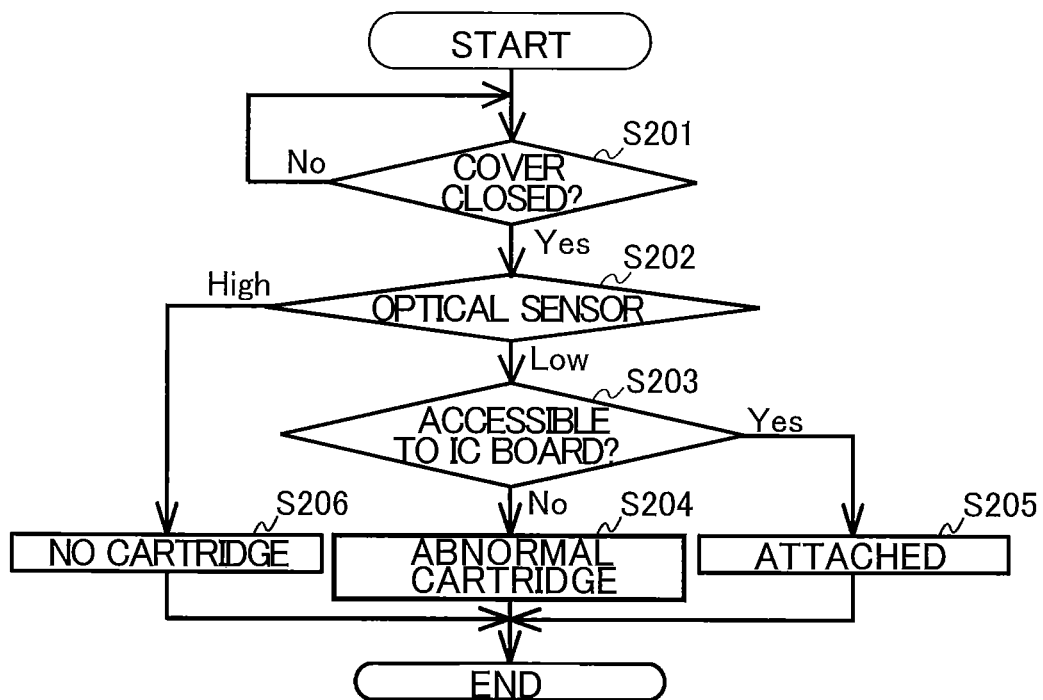 START
S201
No
COVER
CLOSED?
Yes
S202
High
OPTICAL SENSOR
Low
S203
ACCESSIBLE
TO IC BOARD?
Yes
No
S206
S204
S205
NO CARTRIDGE
ABNORMAL
CARTRIDGE
ATTACHED
END